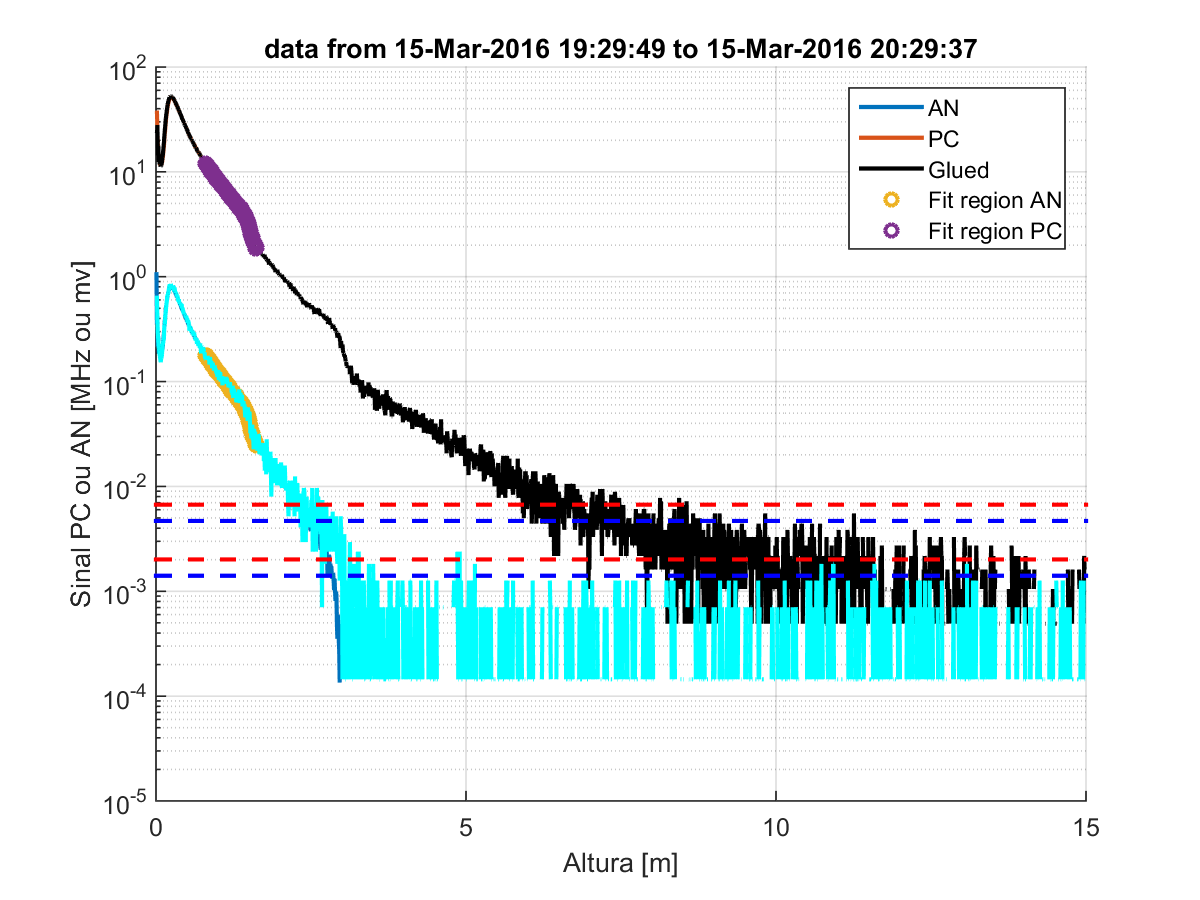 data from 15-Mar-2016 19:29:49 to 15-Mar-2016 20:29:37
AN
PC
Glued
Fit region AN
Fit region PC
Sinal PC ou AN [MHz ou mv]
10^2
10^1
10^0
10^-1
10^-2
10^-3
10^-4
10^-5
0 5 10 15
Altura [m]